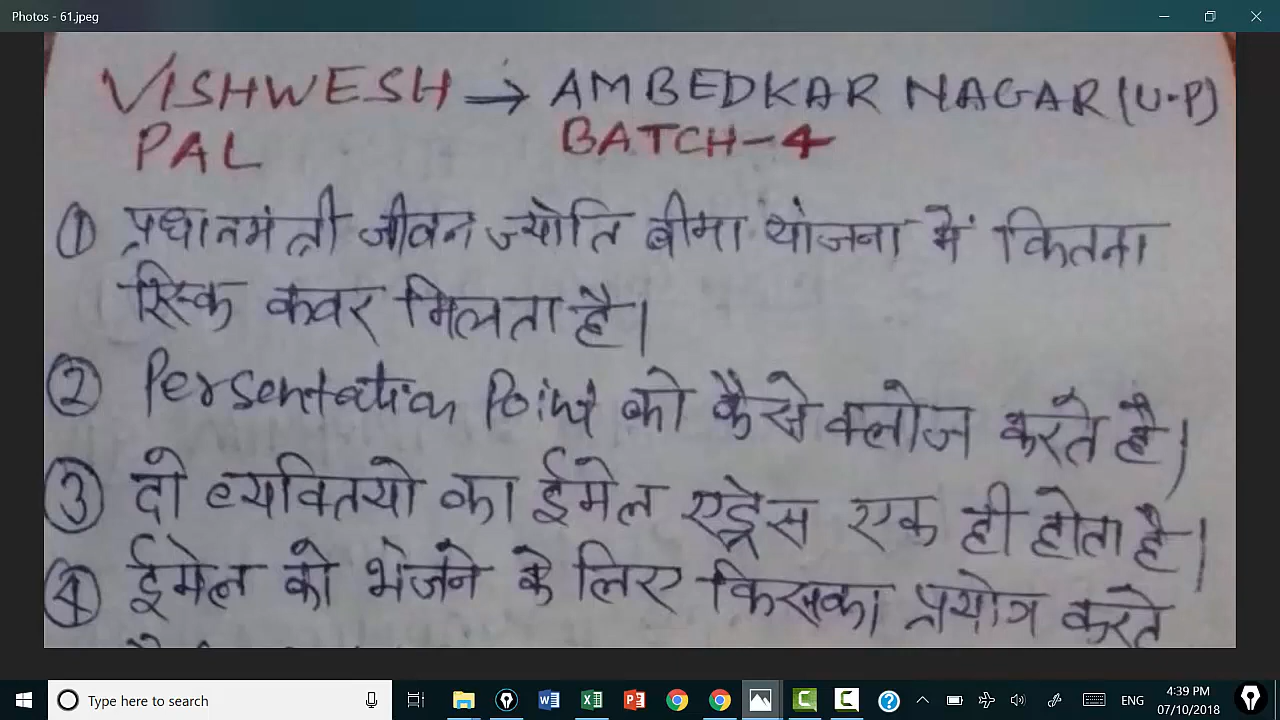 Photos - 61.jpeg
VISHWESH → AMBEDKAR NAGAR (U.P)
PAL BATCH-4
① प्रधानमंत्री जीवन ज्योति बीमा योजना में कितना
रिस्क कवर मिलता है।
② Persentation Point को कैसे क्लोज करते है।
③ दो व्यक्तियो का ईमेल एड्रेस एक ही होता है।
④ ईमेल को भेजने के लिए किसका प्रयोग करते
Type here to search
ENG
4:39 PM
07/10/2018